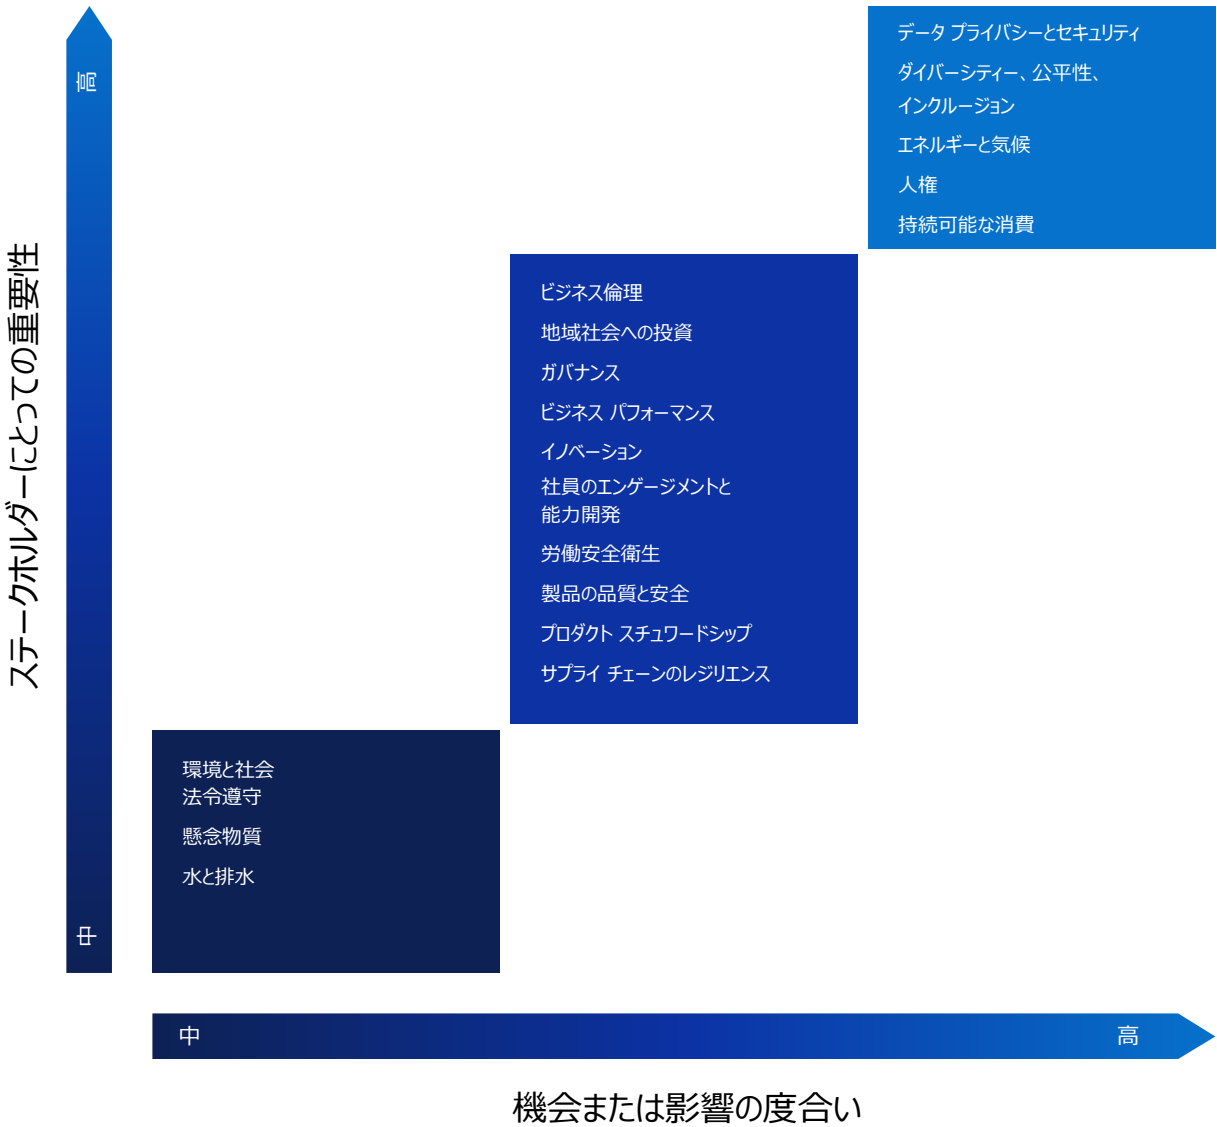 高
ステークホルダーにとっての重要性
中
データ プライバシーとセキュリティ
ダイバーシティー、公平性、
インクルージョン
エネルギーと気候
人権
持続可能な消費
ビジネス倫理
地域社会への投資
ガバナンス
ビジネス パフォーマンス
イノベーション
社員のエンゲージメントと
能力開発
労働安全衛生
製品の品質と安全
プロダクト スチュワードシップ
サプライ チェーンのレジリエンス
環境と社会
法令遵守
懸念物質
水と排水
中
高
機会または影響の度合い